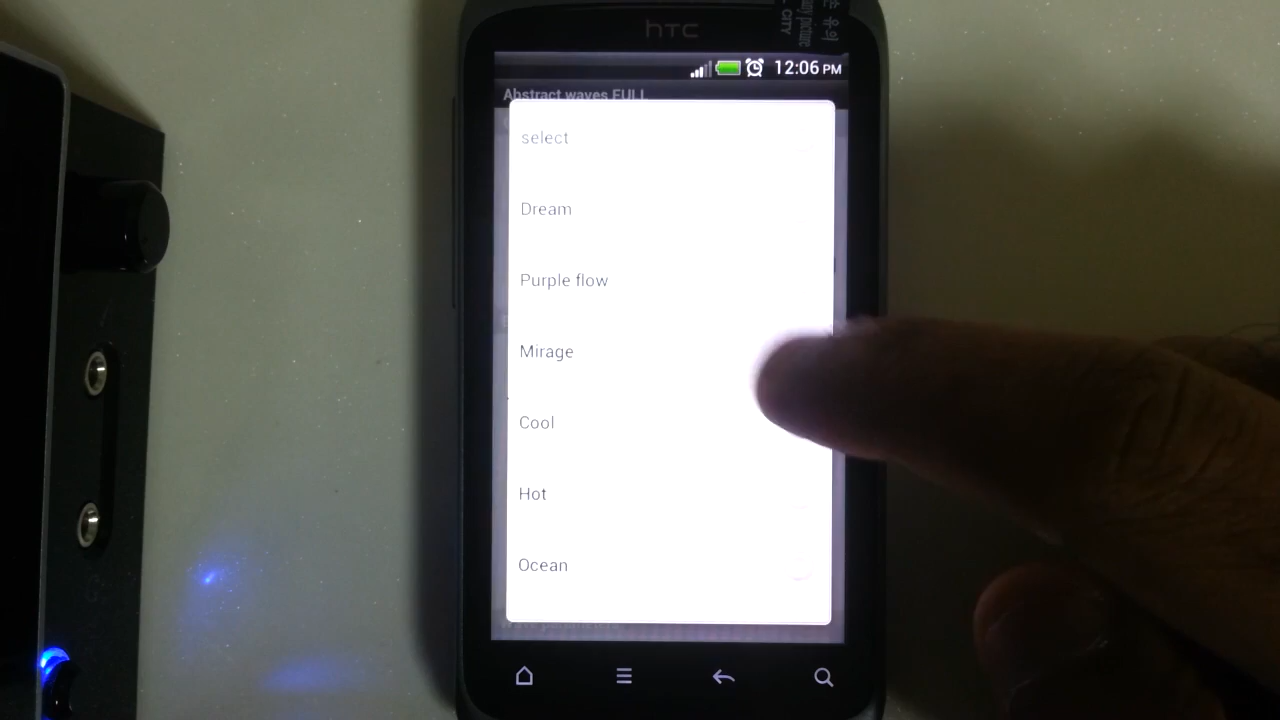 hTC
12:06 PM
Abstract waves FULL
select
Dream
Purple flow
Mirage
Cool
Hot
Ocean